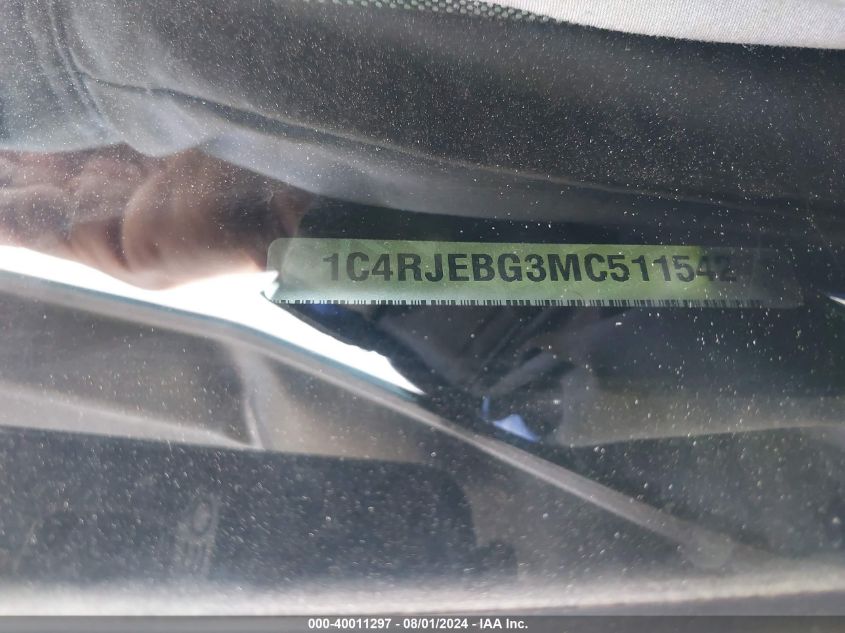 1C4RJEBG3MC511542
000-40011297 - 08/01/2024 - IAA Inc.